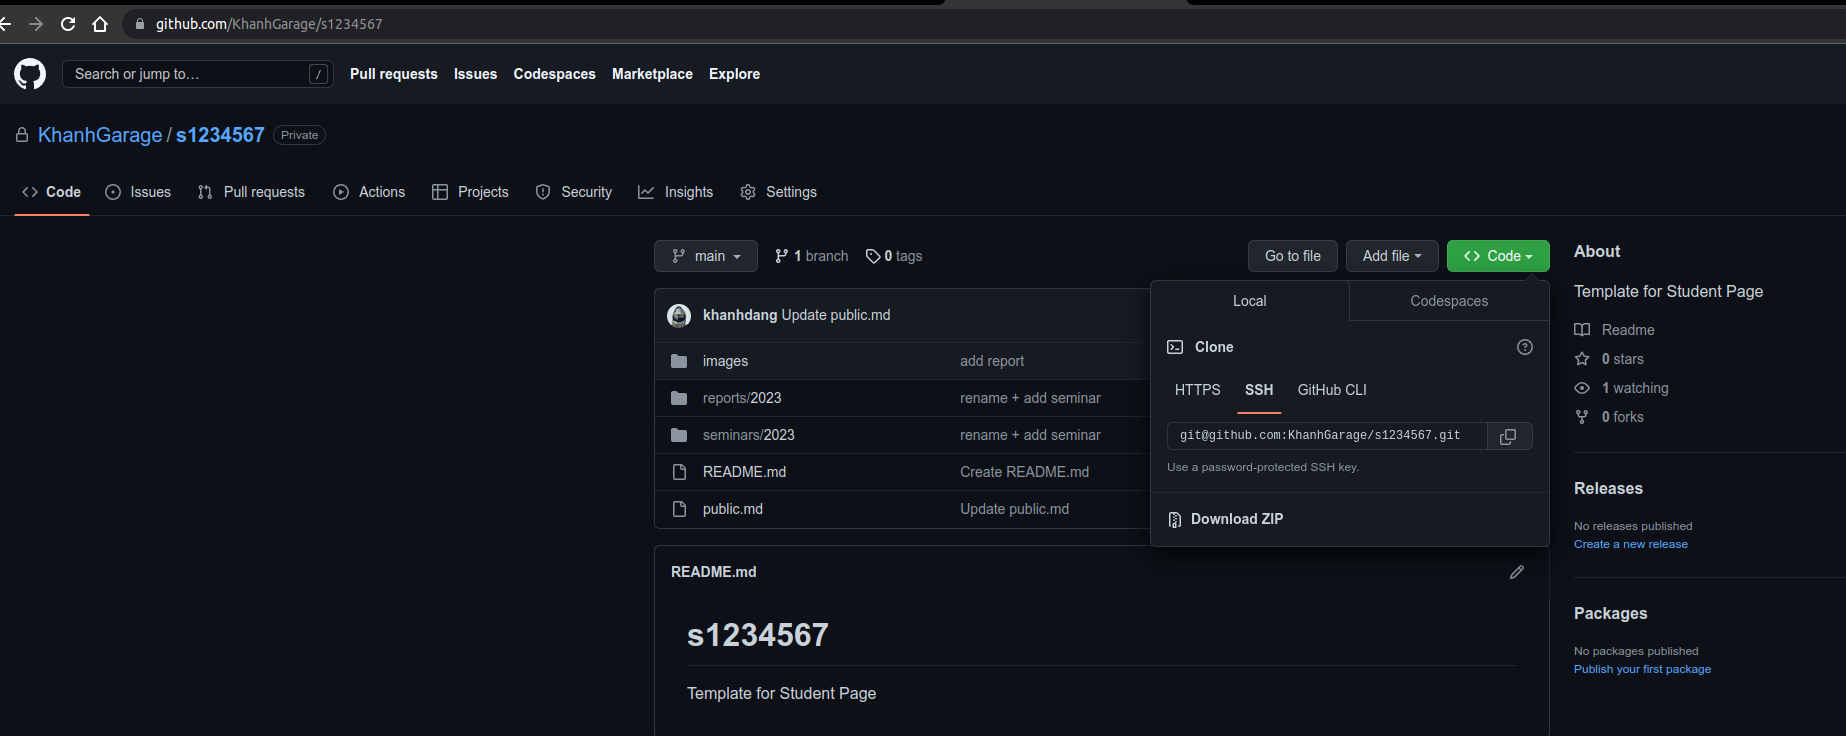 github.com/KhanhGarage/s1234567
Search or jump to… / Pull requests Issues Codespaces Marketplace Explore
KhanhGarage / s1234567 Private
Code Issues Pull requests Actions Projects Security Insights Settings
main 1 branch 0 tags Go to file Add file Code
khanhdang Update public.md
images add report
reports/2023 rename + add seminar
seminars/2023 rename + add seminar
README.md Create README.md
public.md Update public.md
Local Codespaces
Clone
HTTPS SSH GitHub CLI
git@github.com:KhanhGarage/s1234567.git
Use a password-protected SSH key.
Download ZIP
README.md
s1234567
Template for Student Page
About
Template for Student Page
Readme
0 stars
1 watching
0 forks
Releases
No releases published
Create a new release
Packages
No packages published
Publish your first package